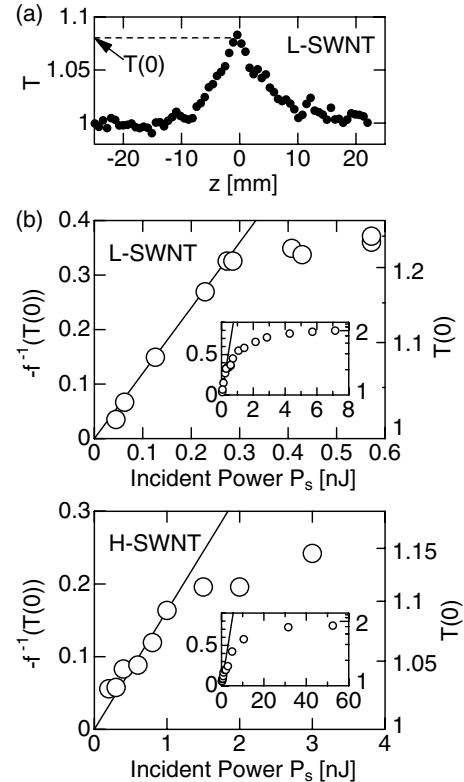 (a)
L-SWNT
T(0)
T
1.1
1.05
1
-20 -10 0 10 20
z [mm]
(b)
L-SWNT
-f⁻¹(T(0))
0.4
0.3
0.2
0.1
0
T(0)
1.2
1.1
1
0.5
0
2
1
0 2 4 6 8
0 0.1 0.2 0.3 0.4 0.5 0.6
Incident Power Pₛ [nJ]
H-SWNT
-f⁻¹(T(0))
0.3
0.2
0.1
0
T(0)
1.15
1.10
1.05
1
0.5
0
2
1
0 20 40 60
0 1 2 3 4
Incident Power Pₛ [nJ]